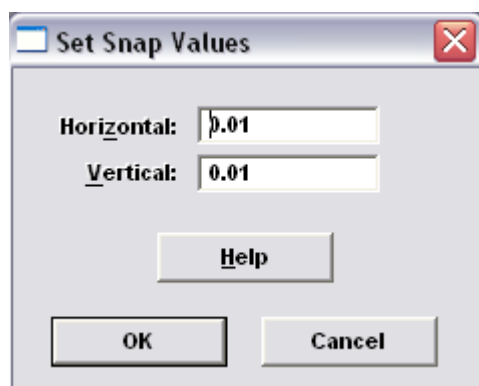 Set Snap Values
Horizontal: 0.01
Vertical: 0.01
Help
OK Cancel